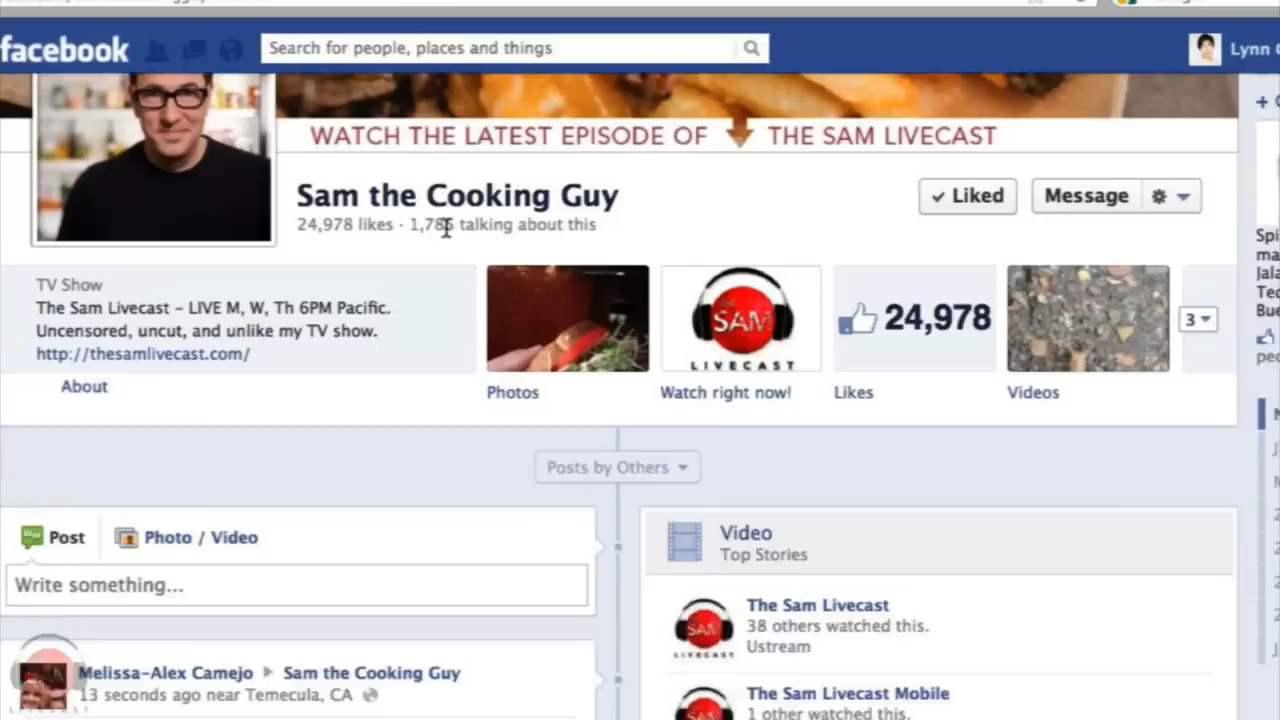 facebook
Search for people, places and things
Lynn
WATCH THE LATEST EPISODE OF THE SAM LIVECAST
Sam the Cooking Guy
Liked
Message
24,978 likes · talking about this
TV Show
The Sam Livecast – LIVE M, W, Th 6PM Pacific.
Uncensored, uncut, and unlike my TV show.
http://thesamlivecast.com/
About
SAM
LIVECAST
24,978
3
Photos
Watch right now!
Likes
Videos
Posts by Others
Post
Photo / Video
Write something...
Video
Top Stories
The Sam Livecast
38 others watched this.
Ustream
SAM
LIVECAST
Melissa-Alex Camejo Sam the Cooking Guy
13 seconds ago near Temecula, CA
The Sam Livecast Mobile
1 other watched this.